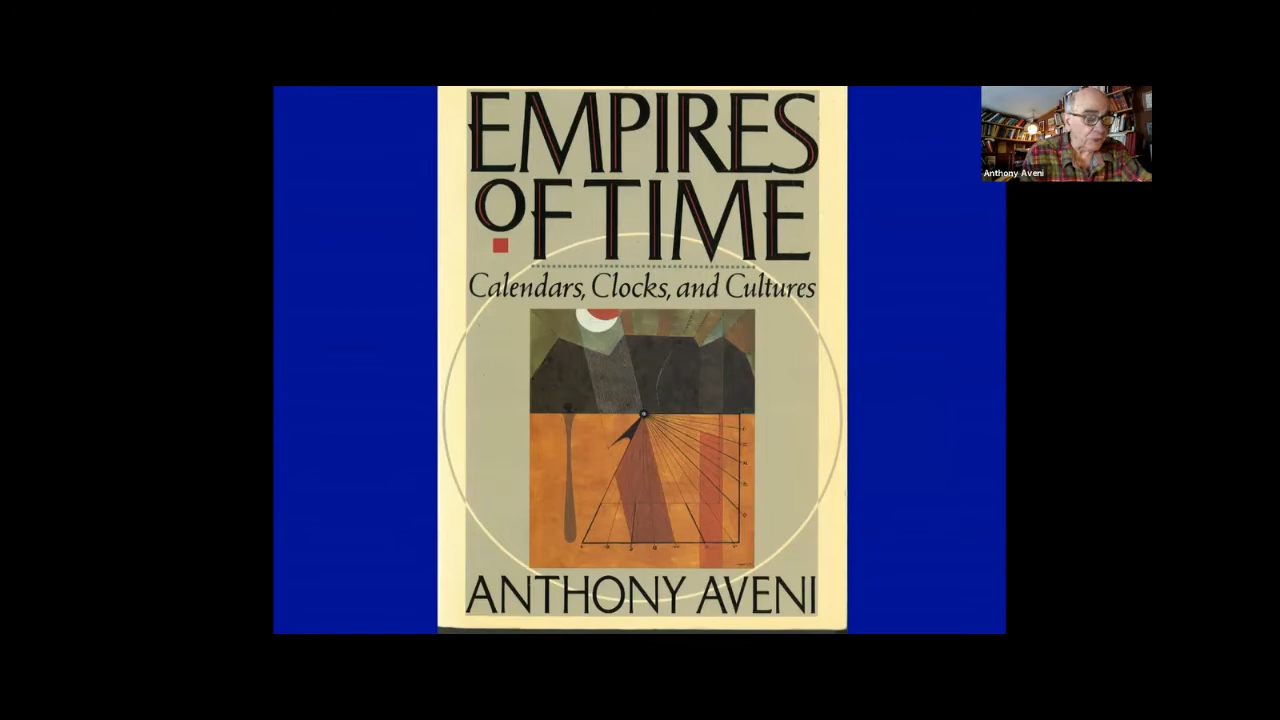 EMPIRES
OF TIME
Calendars, Clocks, and Cultures
ANTHONY AVENI
Anthony Aveni